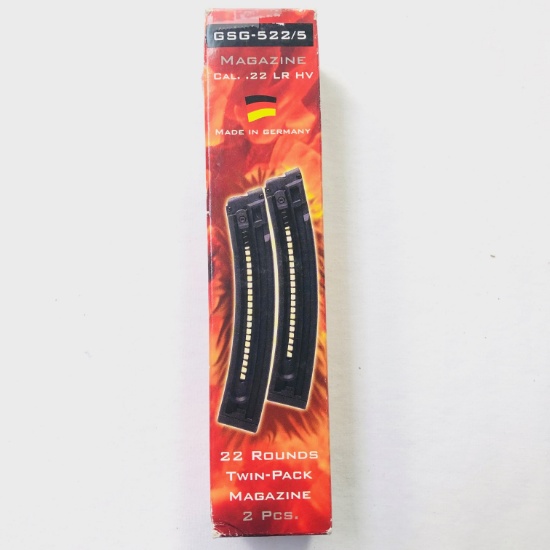 GSG-522/5
MAGAZINE
CAL. .22 LR HV
MADE IN GERMANY
22 ROUNDS
TWIN-PACK
MAGAZINE
2 PCS.